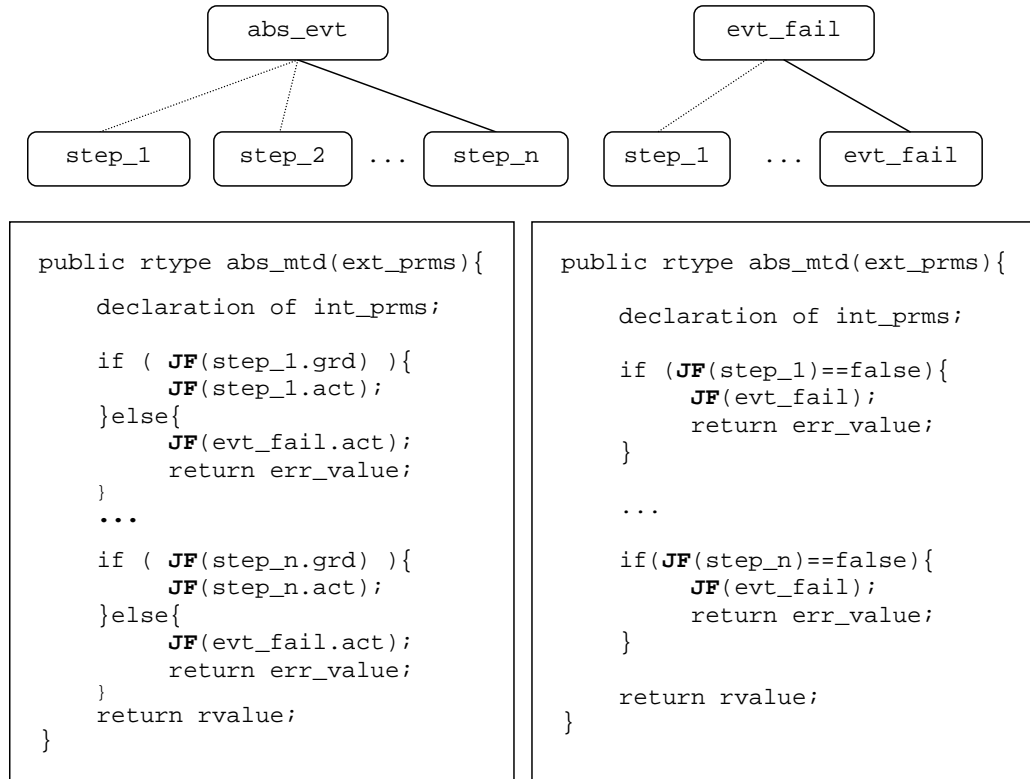 abs_evt
evt_fail
step_1
step_2
...
step_n
step_1
...
evt_fail
public rtype abs_mtd(ext_prms){
declaration of int_prms;
if ( JF(step_1.grd) ){
JF(step_1.act);
}else{
JF(evt_fail.act);
return err_value;
}
...
if ( JF(step_n.grd) ){
JF(step_n.act);
}else{
JF(evt_fail.act);
return err_value;
}
return rvalue;
}
public rtype abs_mtd(ext_prms){
declaration of int_prms;
if (JF(step_1)==false){
JF(evt_fail);
return err_value;
}
...
if(JF(step_n)==false){
JF(evt_fail);
return err_value;
}
return rvalue;
}